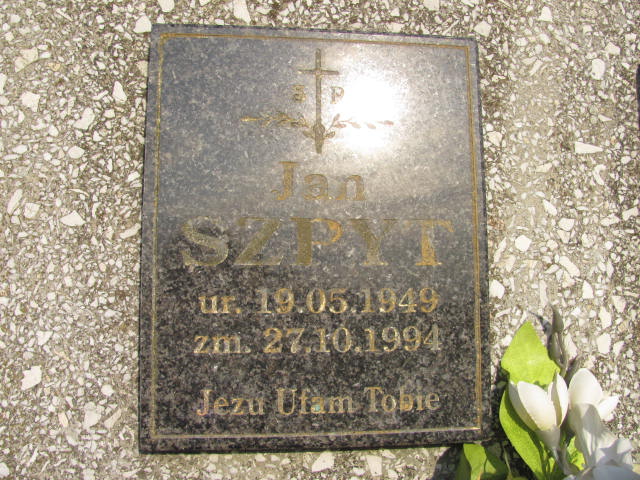 Ś P
Jan
SZPYT
ur. 19.05.1949
zm. 27.10.1994
Jezu Ufam Tobie